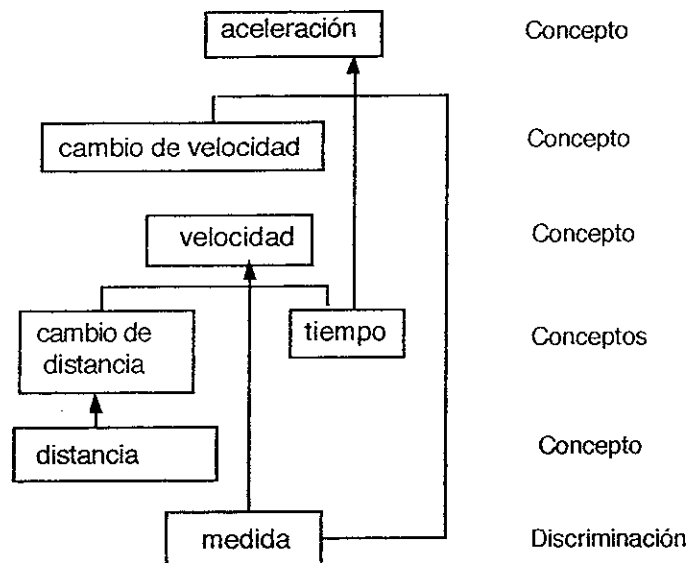 aceleración Concepto
cambio de velocidad Concepto
velocidad Concepto
cambio de
distancia
tiempo Conceptos
distancia Concepto
medida Discriminación